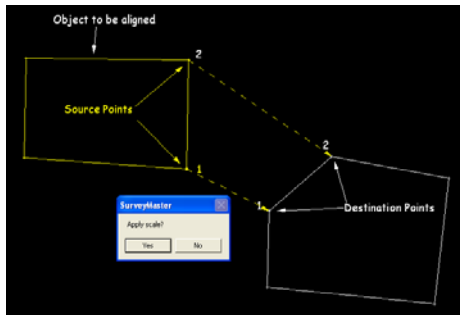 Object to be aligned
2
Source Points
1
2
1
Destination Points
SurveyMaster
Apply scale?
Yes
No